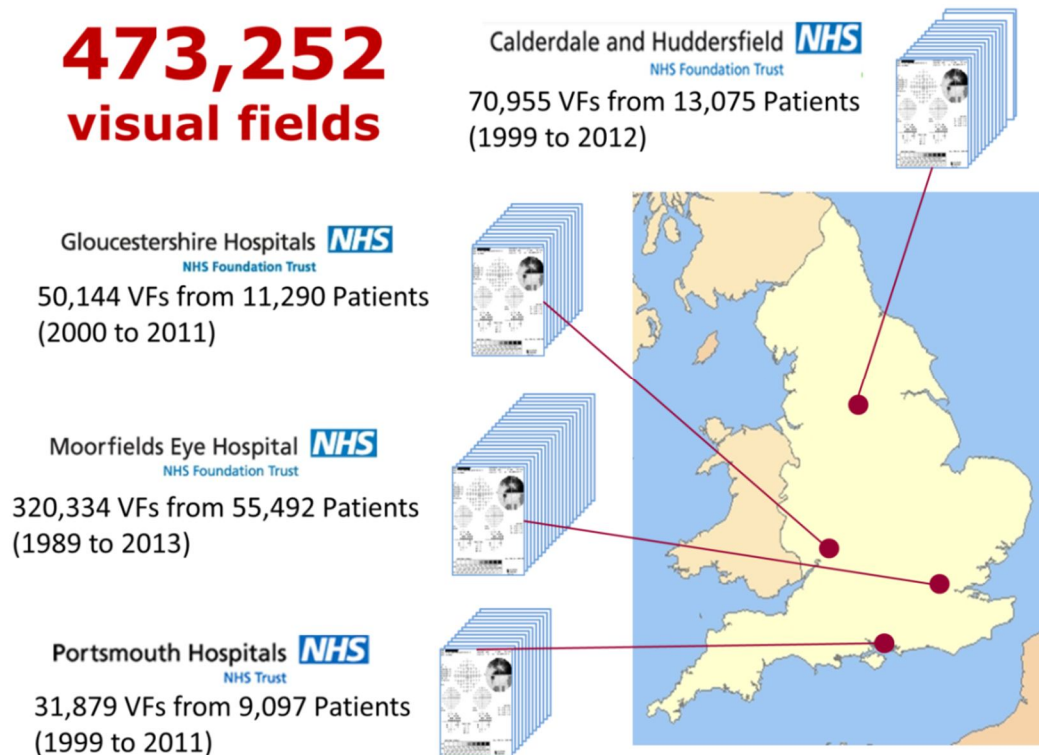 473,252
visual fields
Calderdale and Huddersfield NHS
NHS Foundation Trust
70,955 VFs from 13,075 Patients
(1999 to 2012)
Gloucestershire Hospitals NHS
NHS Foundation Trust
50,144 VFs from 11,290 Patients
(2000 to 2011)
Moorfields Eye Hospital NHS
NHS Foundation Trust
320,334 VFs from 55,492 Patients
(1989 to 2013)
Portsmouth Hospitals NHS
NHS Trust
31,879 VFs from 9,097 Patients
(1999 to 2011)